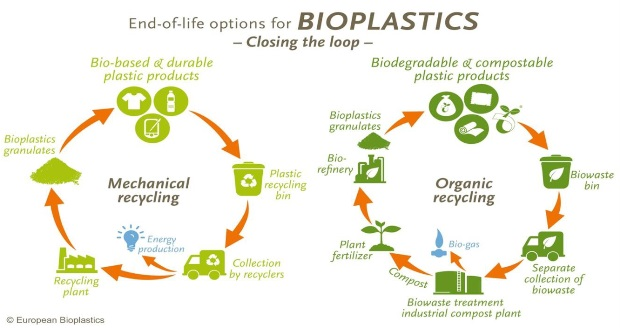 End-of-life options for BIOPLASTICS
– Closing the loop –
Bio-based & durable
plastic products
Bioplastics
granulates
Mechanical
recycling
Plastic
recycling
bin
Energy
production
Recycling
plant
Collection
by recyclers
Biodegradable & compostable
plastic products
Bioplastics
granulates
Bio-
refinery
Organic
recycling
Biowaste
bin
Plant
fertilizer
Bio-gas
Compost
Separate
collection of
biowaste
Biowaste treatment
industrial compost plant
© European Bioplastics